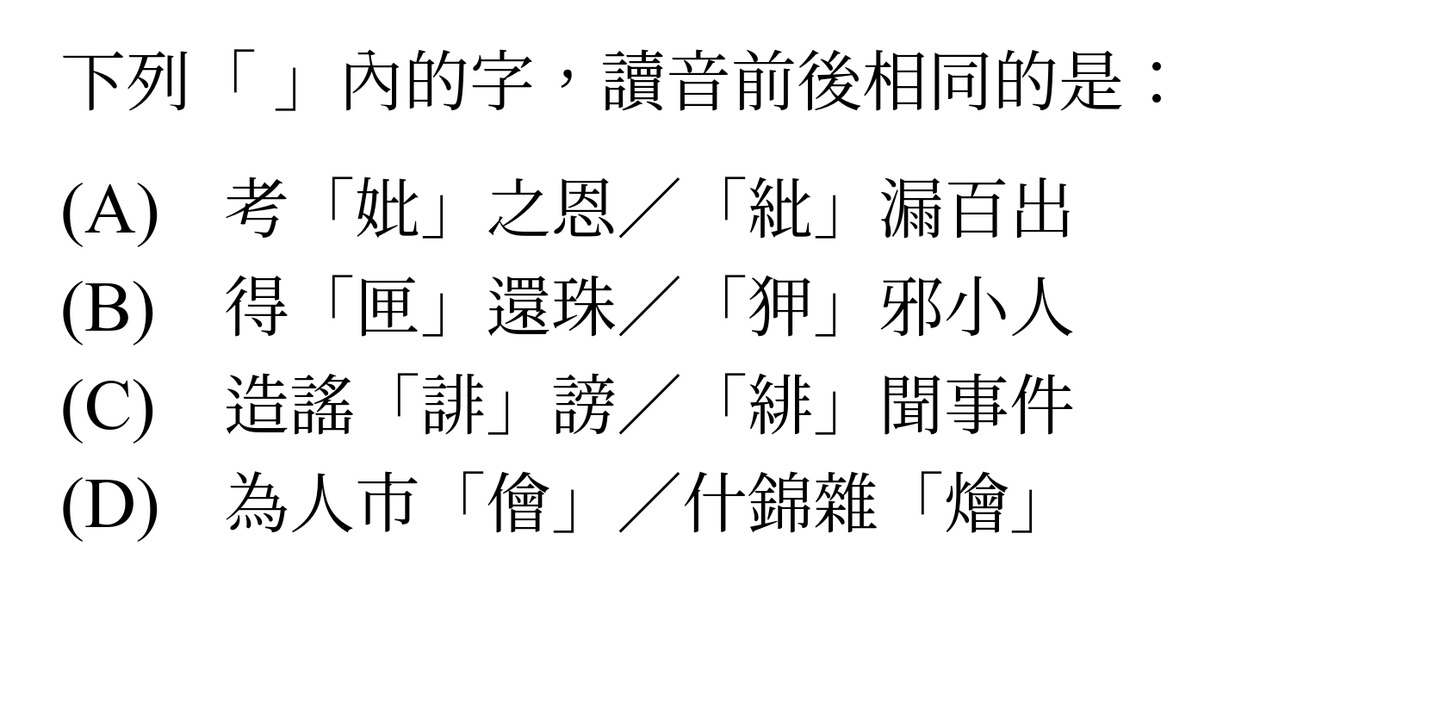 下列「 」內的字，讀音前後相同的是：
(A) 考「妣」之恩／「紕」漏百出
(B) 得「匣」還珠／「狎」邪小人
(C) 造謠「誹」謗／「緋」聞事件
(D) 為人市「儈」／什錦雜「燴」